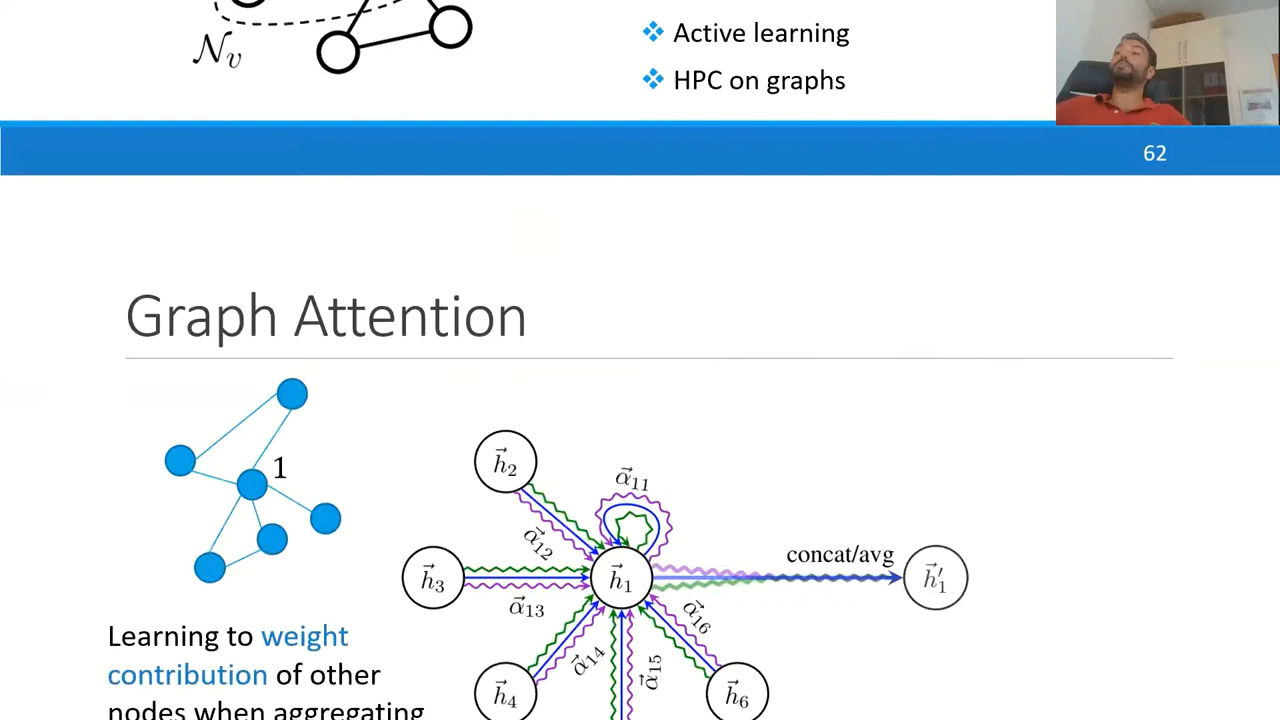 𝒩ᵥ
❖ Active learning
❖ HPC on graphs
62
Graph Attention
1
Learning to weight
contribution of other
nodes when aggregating
h⃗₂
α⃗₁₁
α⃗₁₂
h⃗₃
h⃗₁
concat/avg
h⃗′₁
α⃗₁₃
α⃗₁₆
α⃗₁₄
α⃗₁₅
h⃗₄
h⃗₆